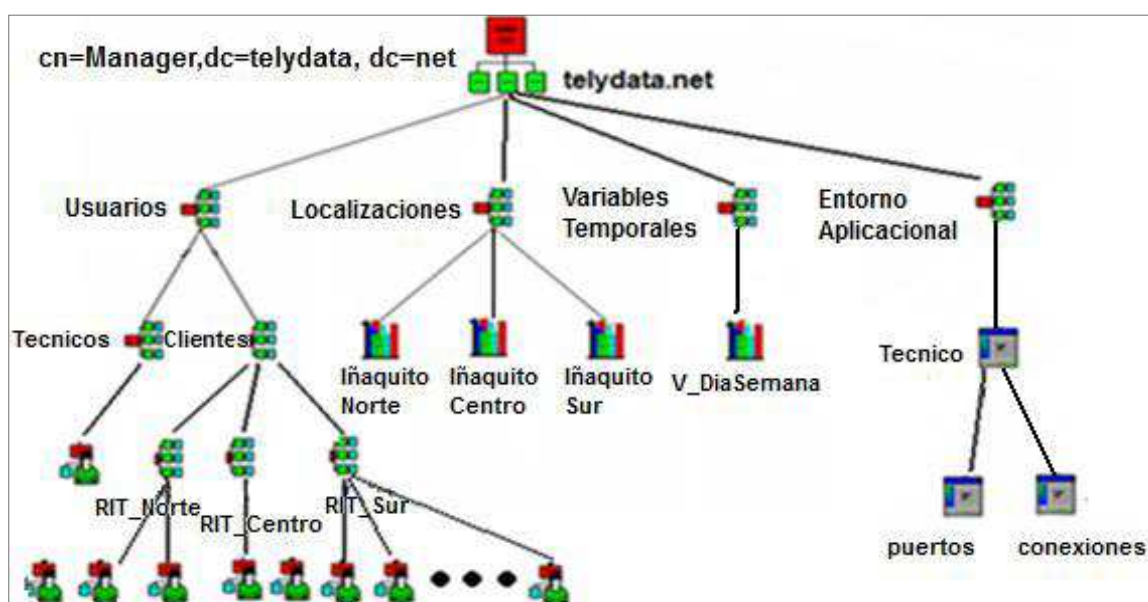 cn=Manager,dc=telydata, dc=net
telydata.net
Usuarios
Localizaciones
Variables
Temporales
Entorno
Aplicacional
Tecnicos
Clientes
Iñaquito
Norte
Iñaquito
Centro
Iñaquito
Sur
V_DiaSemana
Tecnico
RIT_Norte
RIT_Centro
RIT_Sur
puertos
conexiones